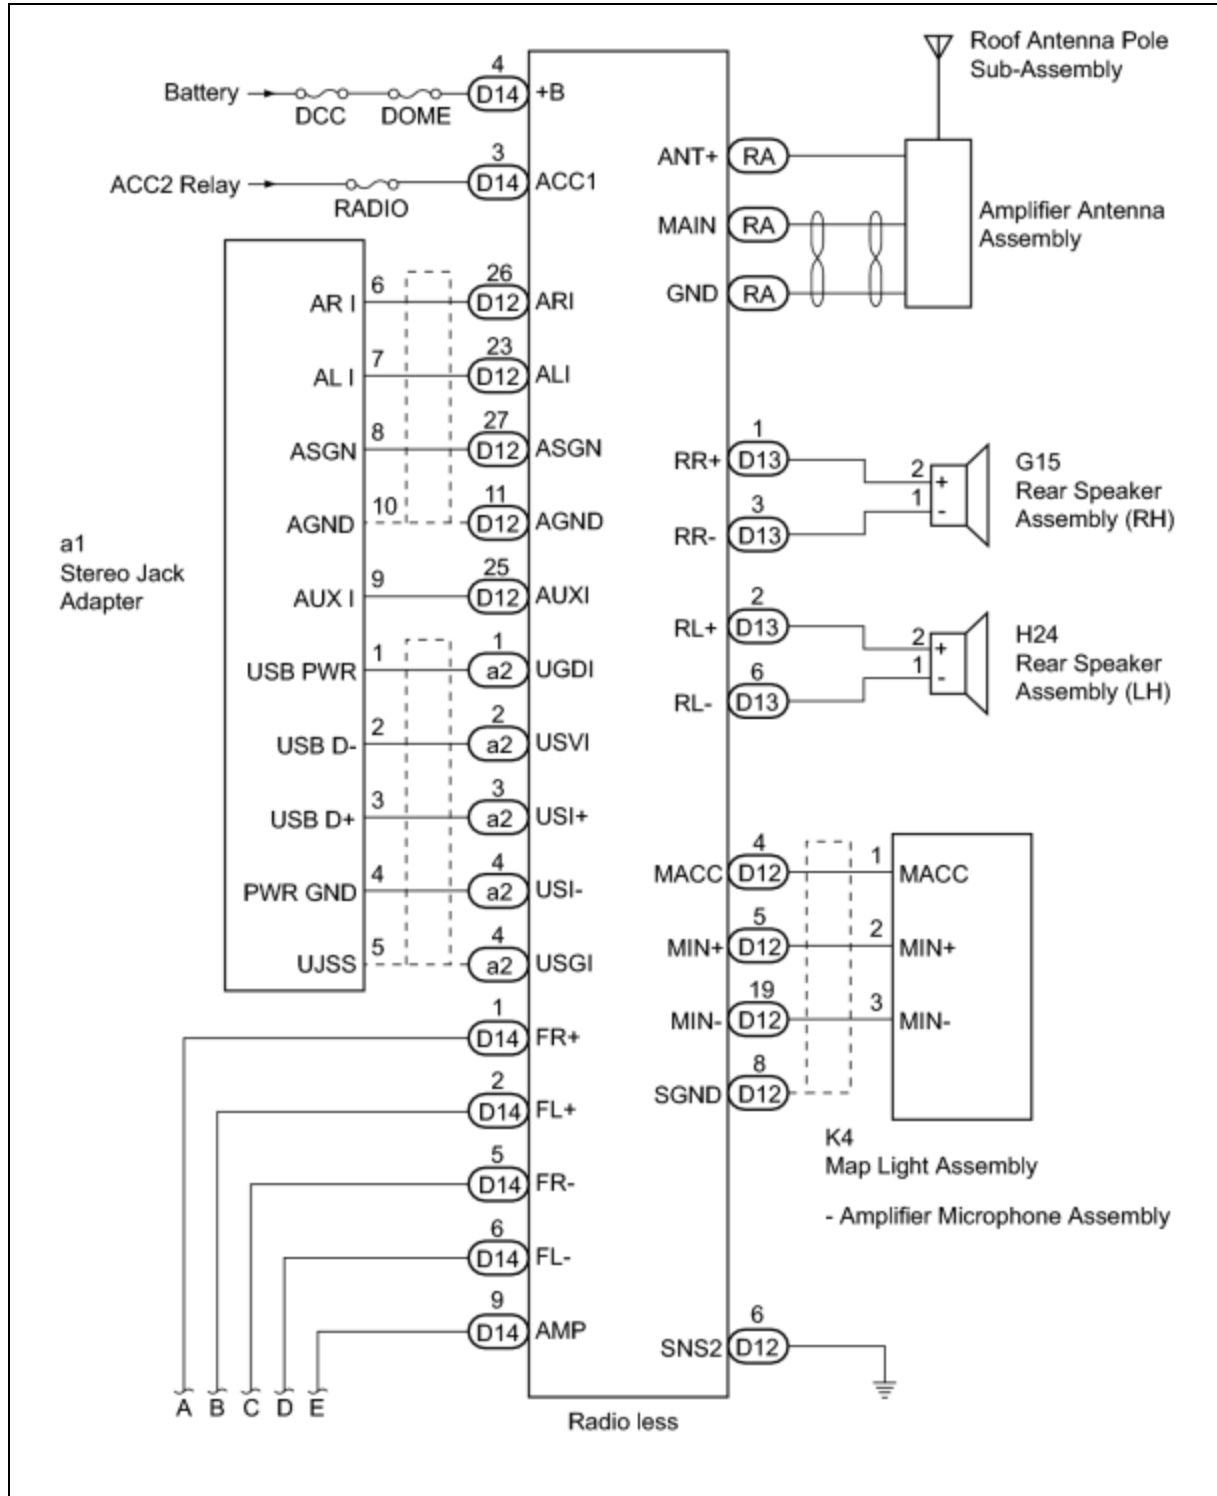 Roof Antenna Pole
Sub-Assembly
4
Battery
D14
+B
DCC
DOME
ANT+
RA
3
ACC2 Relay
D14
ACC1
RADIO
MAIN
RA
Amplifier Antenna
Assembly
GND
RA
AR I
6
26
D12
ARI
AL I
7
23
D12
ALI
ASGN
8
27
D12
ASGN
AGND
10
11
D12
AGND
a1
Stereo Jack
Adapter
AUX I
9
25
D12
AUXI
USB PWR
1
1
a2
UGDI
USB D-
2
2
a2
USVI
USB D+
3
3
a2
USI+
PWR GND
4
4
a2
USI-
UJSS
5
4
a2
USGI
1
D14
FR+
2
D14
FL+
5
D14
FR-
6
D14
FL-
9
D14
AMP
A B C D E
RR+
1
D13
2
+
RR-
3
D13
1
-
G15
Rear Speaker
Assembly (RH)
RL+
2
D13
2
+
RL-
6
D13
1
-
H24
Rear Speaker
Assembly (LH)
MACC
4
D12
1
MACC
MIN+
5
D12
2
MIN+
MIN-
19
D12
3
MIN-
SGND
8
D12
K4
Map Light Assembly
- Amplifier Microphone Assembly
SNS2
6
D12
Radio less